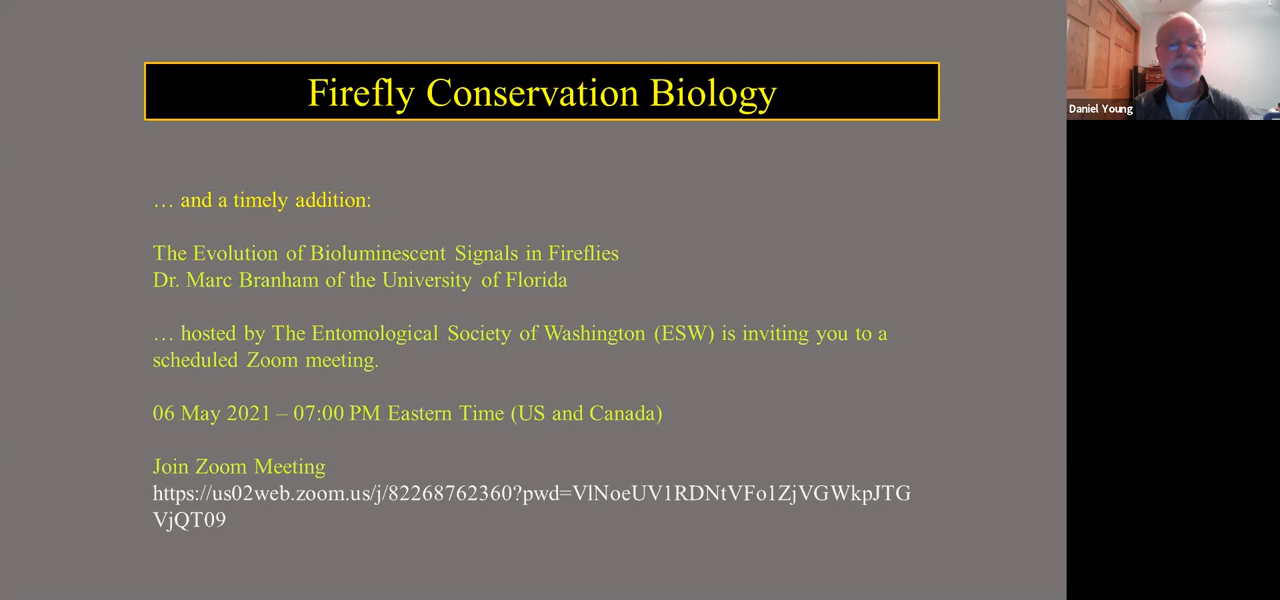 Firefly Conservation Biology
… and a timely addition:
The Evolution of Bioluminescent Signals in Fireflies
Dr. Marc Branham of the University of Florida
… hosted by The Entomological Society of Washington (ESW) is inviting you to a
scheduled Zoom meeting.
06 May 2021 – 07:00 PM Eastern Time (US and Canada)
Join Zoom Meeting
https://us02web.zoom.us/j/82268762360?pwd=VlNoeUV1RDNtVFo1ZjVGWkpJTG
VjQT09
Daniel Young